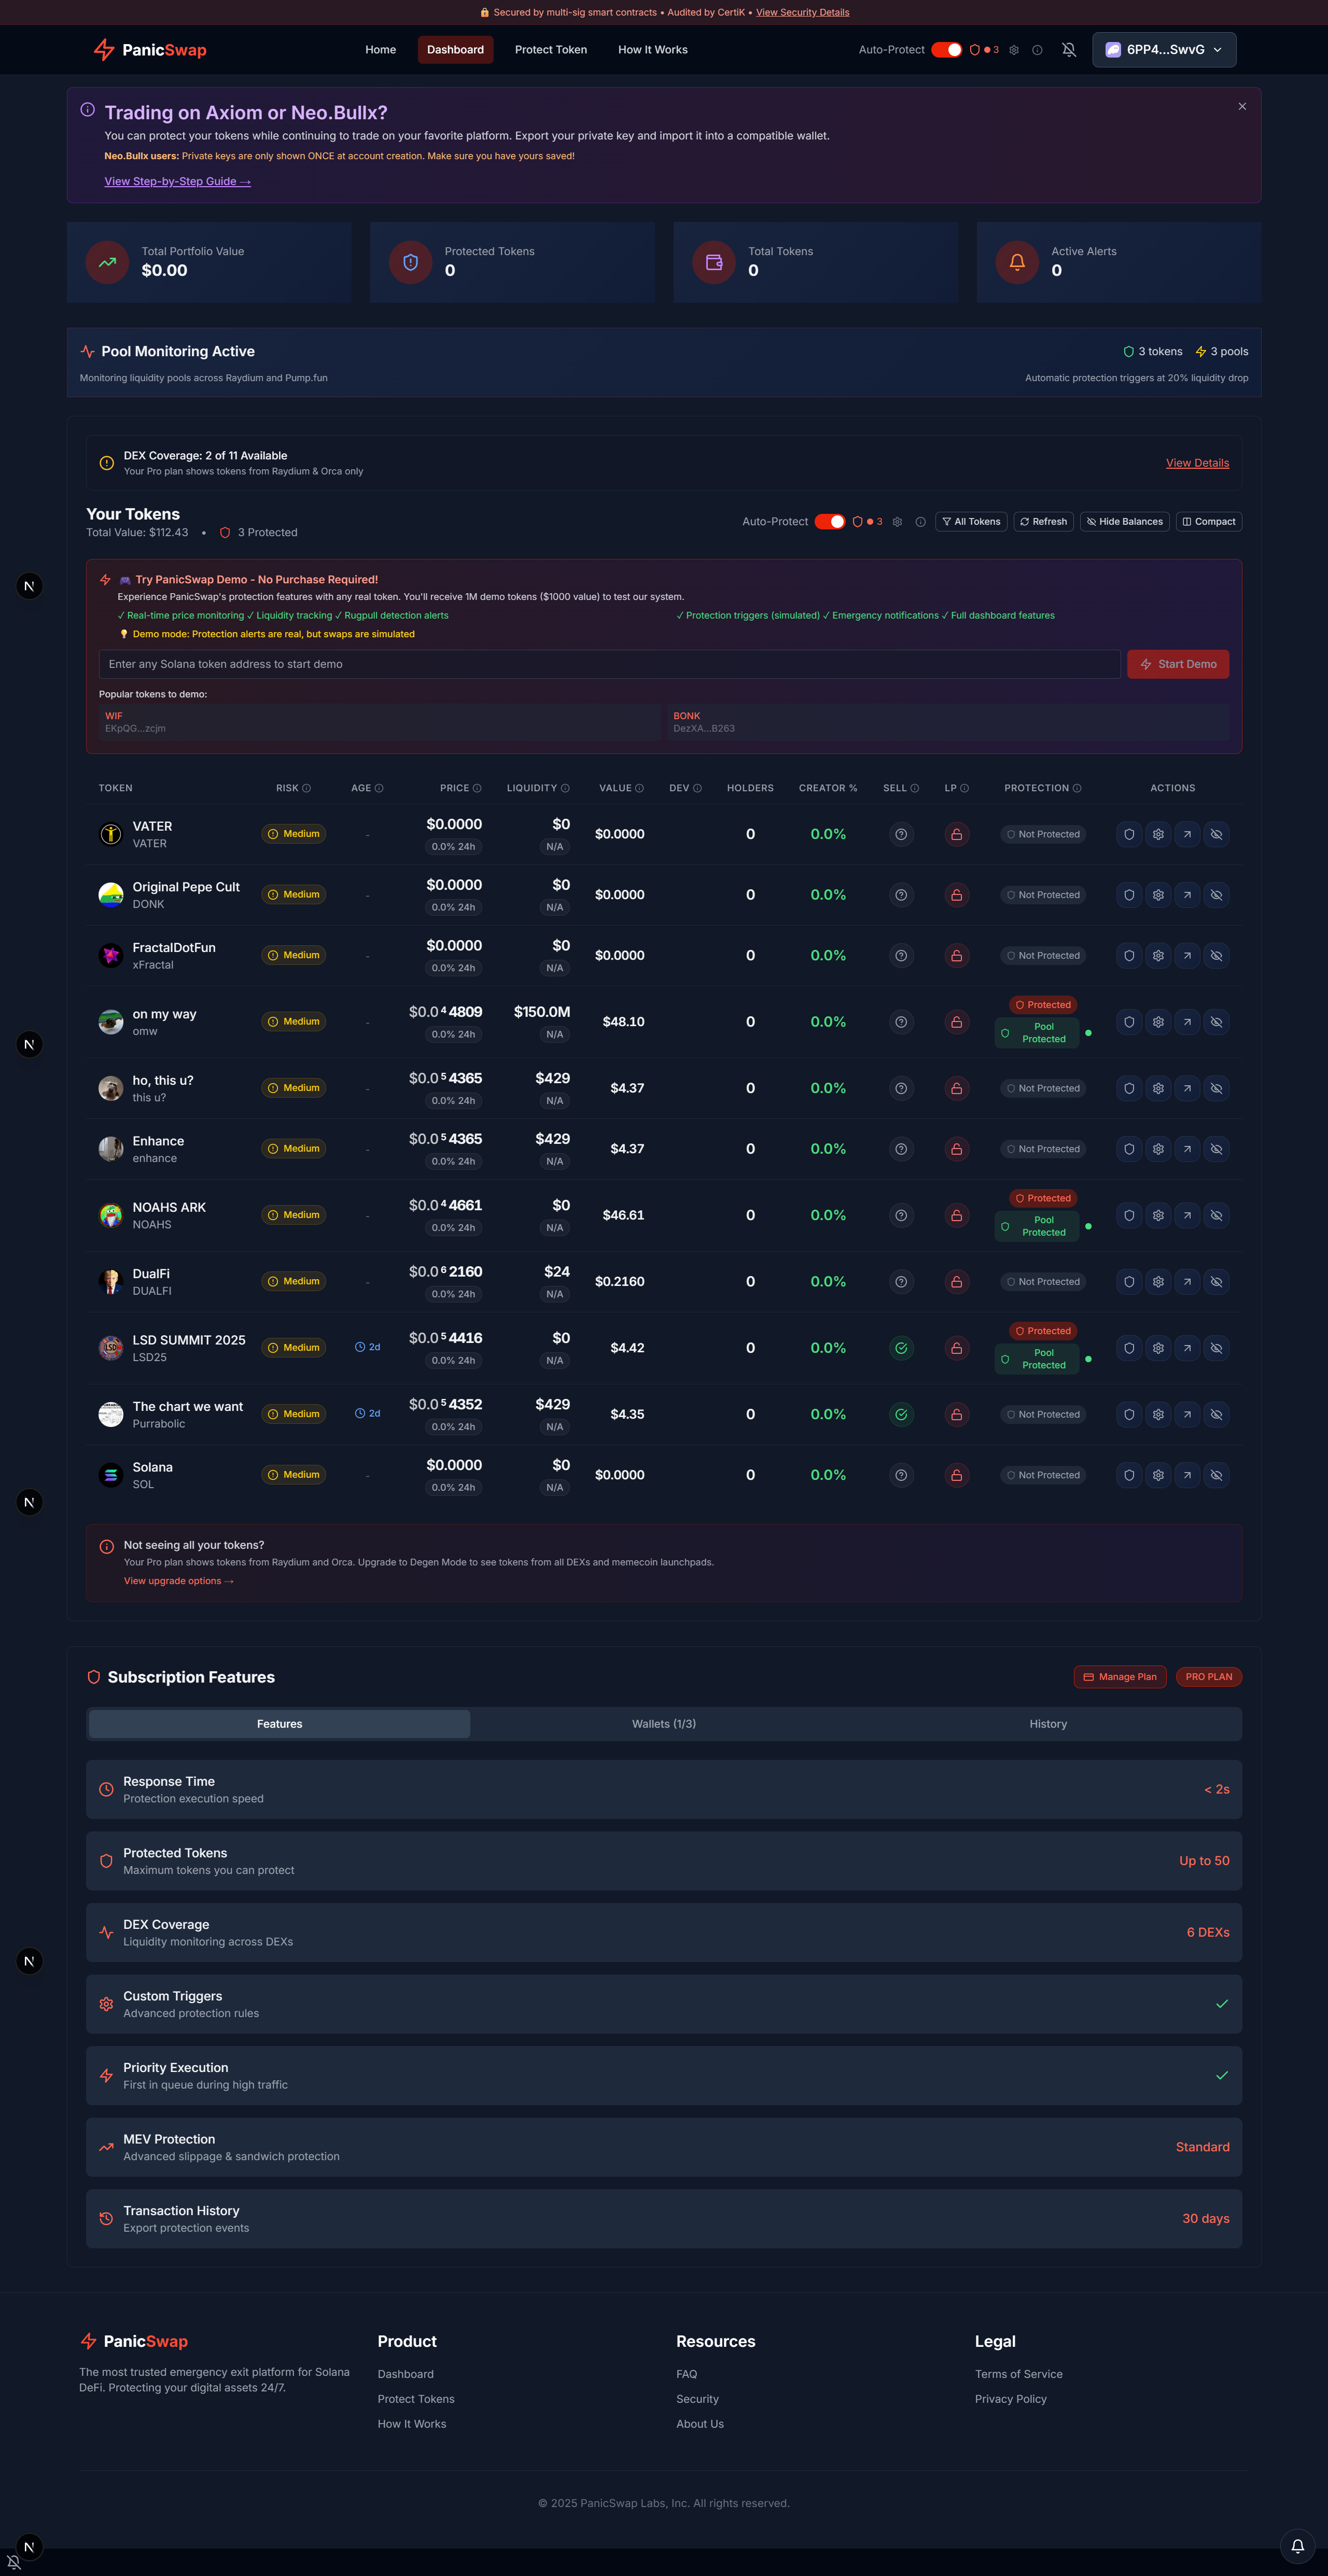 🔒 Secured by multi-sig smart contracts • Audited by CertiK • View Security Details
PanicSwap
Home
Dashboard
Protect Token
How It Works
Auto-Protect
3
6PP4...SwvG
Trading on Axiom or Neo.Bullx?
You can protect your tokens while continuing to trade on your favorite platform. Export your private key and import it into a compatible wallet.
Neo.Bullx users: Private keys are only shown ONCE at account creation. Make sure you have yours saved!
View Step-by-Step Guide →
Total Portfolio Value
$0.00
Protected Tokens
0
Total Tokens
0
Active Alerts
0
Pool Monitoring Active
3 tokens
3 pools
Monitoring liquidity pools across Raydium and Pump.fun
Automatic protection triggers at 20% liquidity drop
DEX Coverage: 2 of 11 Available
Your Pro plan shows tokens from Raydium & Orca only
View Details
Your Tokens
Total Value: $112.43 • 3 Protected
Auto-Protect
3
All Tokens
Refresh
Hide Balances
Compact
🎮 Try PanicSwap Demo - No Purchase Required!
Experience PanicSwap's protection features with any real token. You'll receive 1M demo tokens ($1000 value) to test our system.
✓ Real-time price monitoring ✓ Liquidity tracking ✓ Rugpull detection alerts
✓ Protection triggers (simulated) ✓ Emergency notifications ✓ Full dashboard features
💡 Demo mode: Protection alerts are real, but swaps are simulated
Enter any Solana token address to start demo
Start Demo
Popular tokens to demo:
WIF
EKpQG...zcjm
BONK
DezXA...B263
TOKEN RISK AGE PRICE LIQUIDITY VALUE DEV HOLDERS CREATOR % SELL LP PROTECTION ACTIONS
VATER
VATER
Medium
-
$0.0000
0.0% 24h
$0
N/A
$0.0000
0
0.0%
Not Protected
Original Pepe Cult
DONK
Medium
-
$0.0000
0.0% 24h
$0
N/A
$0.0000
0
0.0%
Not Protected
FractalDotFun
xFractal
Medium
-
$0.0000
0.0% 24h
$0
N/A
$0.0000
0
0.0%
Not Protected
on my way
omw
Medium
-
$0.0 4 4809
0.0% 24h
$150.0M
N/A
$48.10
0
0.0%
Protected
Pool
Protected
ho, this u?
this u?
Medium
-
$0.0 5 4365
0.0% 24h
$429
N/A
$4.37
0
0.0%
Not Protected
Enhance
enhance
Medium
-
$0.0 5 4365
0.0% 24h
$429
N/A
$4.37
0
0.0%
Not Protected
NOAHS ARK
NOAHS
Medium
-
$0.0 4 4661
0.0% 24h
$0
N/A
$46.61
0
0.0%
Protected
Pool
Protected
DualFi
DUALFI
Medium
-
$0.0 6 2160
0.0% 24h
$24
N/A
$0.2160
0
0.0%
Not Protected
LSD SUMMIT 2025
LSD25
Medium
2d
$0.0 5 4416
0.0% 24h
$0
N/A
$4.42
0
0.0%
Protected
Pool
Protected
The chart we want
Purrabolic
Medium
2d
$0.0 5 4352
0.0% 24h
$429
N/A
$4.35
0
0.0%
Not Protected
Solana
SOL
Medium
-
$0.0000
0.0% 24h
$0
N/A
$0.0000
0
0.0%
Not Protected
Not seeing all your tokens?
Your Pro plan shows tokens from Raydium and Orca. Upgrade to Degen Mode to see tokens from all DEXs and memecoin launchpads.
View upgrade options →
Subscription Features
Manage Plan
PRO PLAN
Features
Wallets (1/3)
History
Response Time
Protection execution speed
< 2s
Protected Tokens
Maximum tokens you can protect
Up to 50
DEX Coverage
Liquidity monitoring across DEXs
6 DEXs
Custom Triggers
Advanced protection rules
Priority Execution
First in queue during high traffic
MEV Protection
Advanced slippage & sandwich protection
Standard
Transaction History
Export protection events
30 days
PanicSwap
The most trusted emergency exit platform for Solana
DeFi. Protecting your digital assets 24/7.
Product
Dashboard
Protect Tokens
How It Works
Resources
FAQ
Security
About Us
Legal
Terms of Service
Privacy Policy
© 2025 PanicSwap Labs, Inc. All rights reserved.
N
N
N
N
N